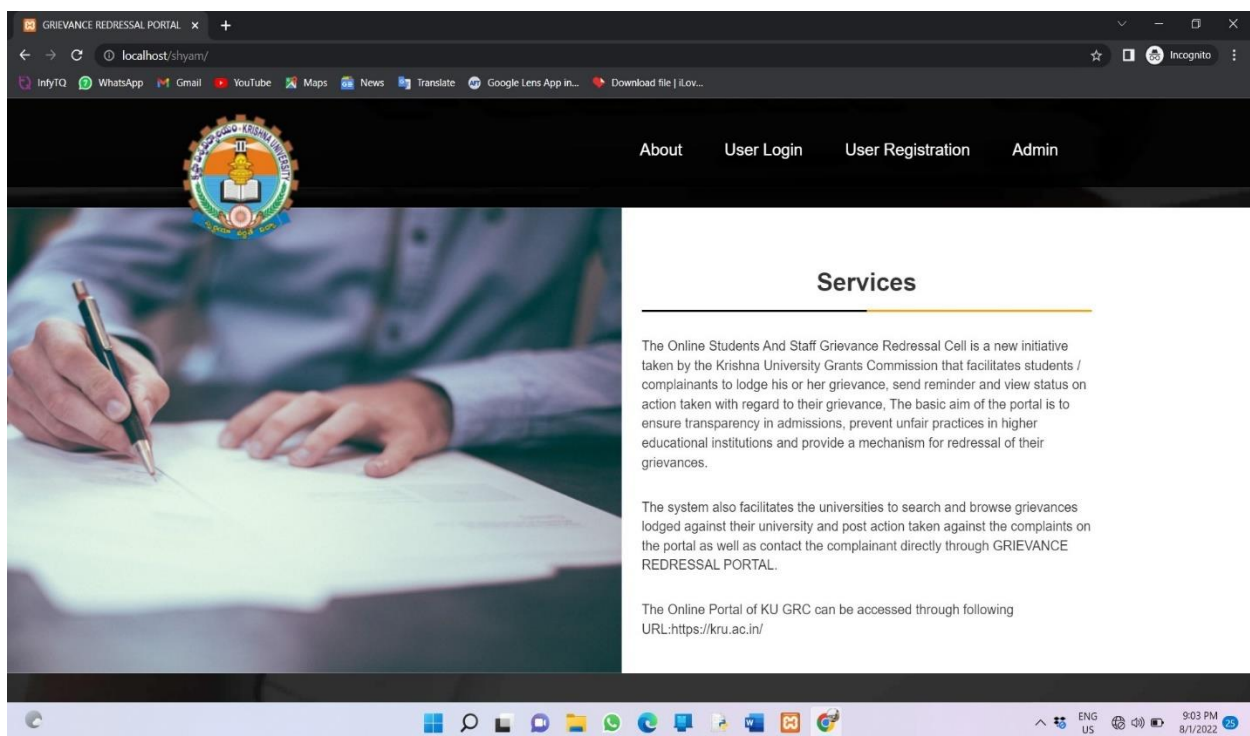 GRIEVANCE REDRESSAL PORTAL
localhost/shyam/
Incognito
InfyTQ WhatsApp Gmail YouTube Maps News Translate Google Lens App in... Download file | iLov...
KRISHNA UNIVERSITY
About User Login User Registration Admin
Services
The Online Students And Staff Grievance Redressal Cell is a new initiative
taken by the Krishna University Grants Commission that facilitates students /
complainants to lodge his or her grievance, send reminder and view status on
action taken with regard to their grievance, The basic aim of the portal is to
ensure transparency in admissions, prevent unfair practices in higher
educational institutions and provide a mechanism for redressal of their
grievances.
The system also facilitates the universities to search and browse grievances
lodged against their university and post action taken against the complaints on
the portal as well as contact the complainant directly through GRIEVANCE
REDRESSAL PORTAL.
The Online Portal of KU GRC can be accessed through following
URL:https://kru.ac.in/
ENG
US
9:03 PM
8/1/2022
25